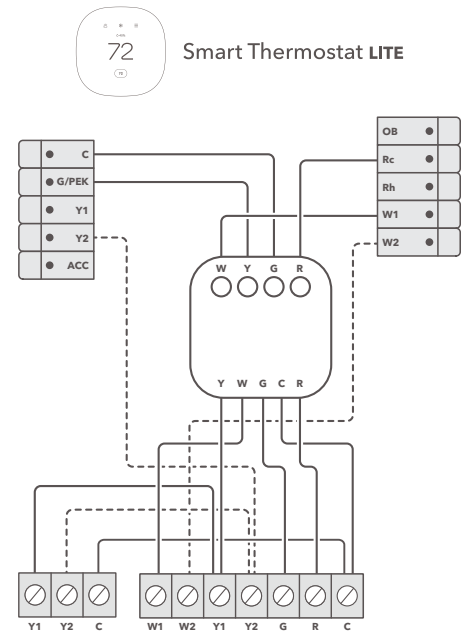 72
72
Smart Thermostat LITE
C
G/PEK
Y1
Y2
ACC
OB
Rc
Rh
W1
W2
W Y G R
Y W G C R
Y1 Y2 C
W1 W2 Y1 Y2 G R C